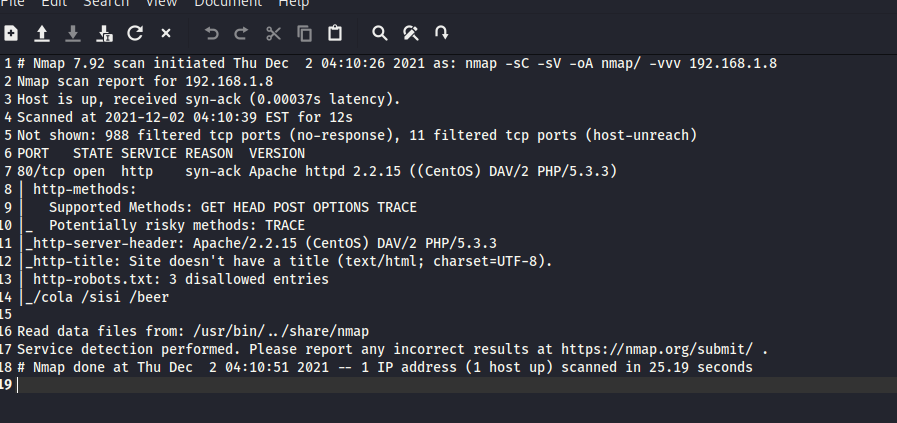 File Edit Search View Document Help
1 # Nmap 7.92 scan initiated Thu Dec  2 04:10:26 2021 as: nmap -sC -sV -oA nmap/ -vvv 192.168.1.8
2 Nmap scan report for 192.168.1.8
3 Host is up, received syn-ack (0.00037s latency).
4 Scanned at 2021-12-02 04:10:39 EST for 12s
5 Not shown: 988 filtered tcp ports (no-response), 11 filtered tcp ports (host-unreach)
6 PORT   STATE SERVICE REASON  VERSION
7 80/tcp open  http    syn-ack Apache httpd 2.2.15 ((CentOS) DAV/2 PHP/5.3.3)
8 | http-methods:
9 |   Supported Methods: GET HEAD POST OPTIONS TRACE
10 |_  Potentially risky methods: TRACE
11 |_http-server-header: Apache/2.2.15 (CentOS) DAV/2 PHP/5.3.3
12 |_http-title: Site doesn't have a title (text/html; charset=UTF-8).
13 | http-robots.txt: 3 disallowed entries
14 |_/cola /sisi /beer
15
16 Read data files from: /usr/bin/../share/nmap
17 Service detection performed. Please report any incorrect results at https://nmap.org/submit/ .
18 # Nmap done at Thu Dec  2 04:10:51 2021 -- 1 IP address (1 host up) scanned in 25.19 seconds
19